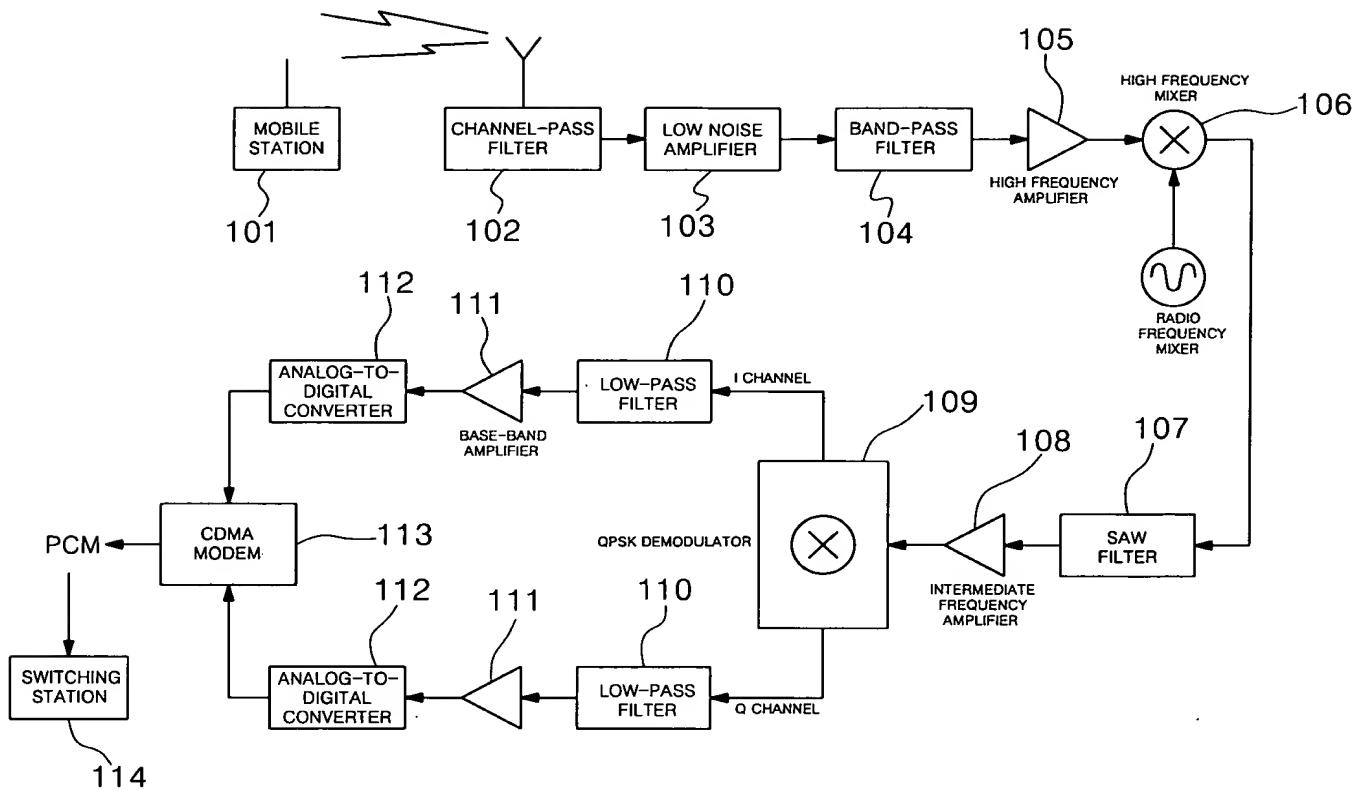 105
HIGH FREQUENCY
MIXER
106
MOBILE
STATION
CHANNEL-PASS
FILTER
LOW NOISE
AMPLIFIER
BAND-PASS
FILTER
HIGH FREQUENCY
AMPLIFIER
101
102
103
104
RADIO
FREQUENCY
MIXER
112
111
110
ANALOG-TO-
DIGITAL
CONVERTER
BASE-BAND
AMPLIFIER
LOW-PASS
FILTER
I CHANNEL
109
108
107
PCM
CDMA
MODEM
113
QPSK DEMODULATOR
INTERMEDIATE
FREQUENCY
AMPLIFIER
SAW
FILTER
112
111
110
SWITCHING
STATION
ANALOG-TO-
DIGITAL
CONVERTER
LOW-PASS
FILTER
Q CHANNEL
114